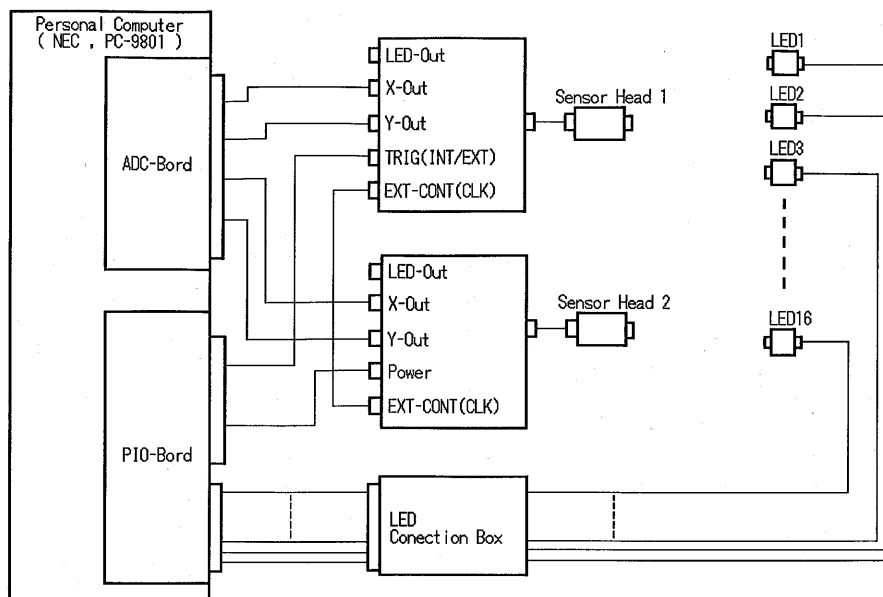 Personal Computer
( NEC , PC-9801 )
ADC-Bord
PIO-Bord
LED-Out
X-Out
Y-Out
TRIG(INT/EXT)
EXT-CONT(CLK)
Sensor Head 1
LED-Out
X-Out
Y-Out
Power
EXT-CONT(CLK)
Sensor Head 2
LED
Conection Box
LED1
LED2
LED3
LED16